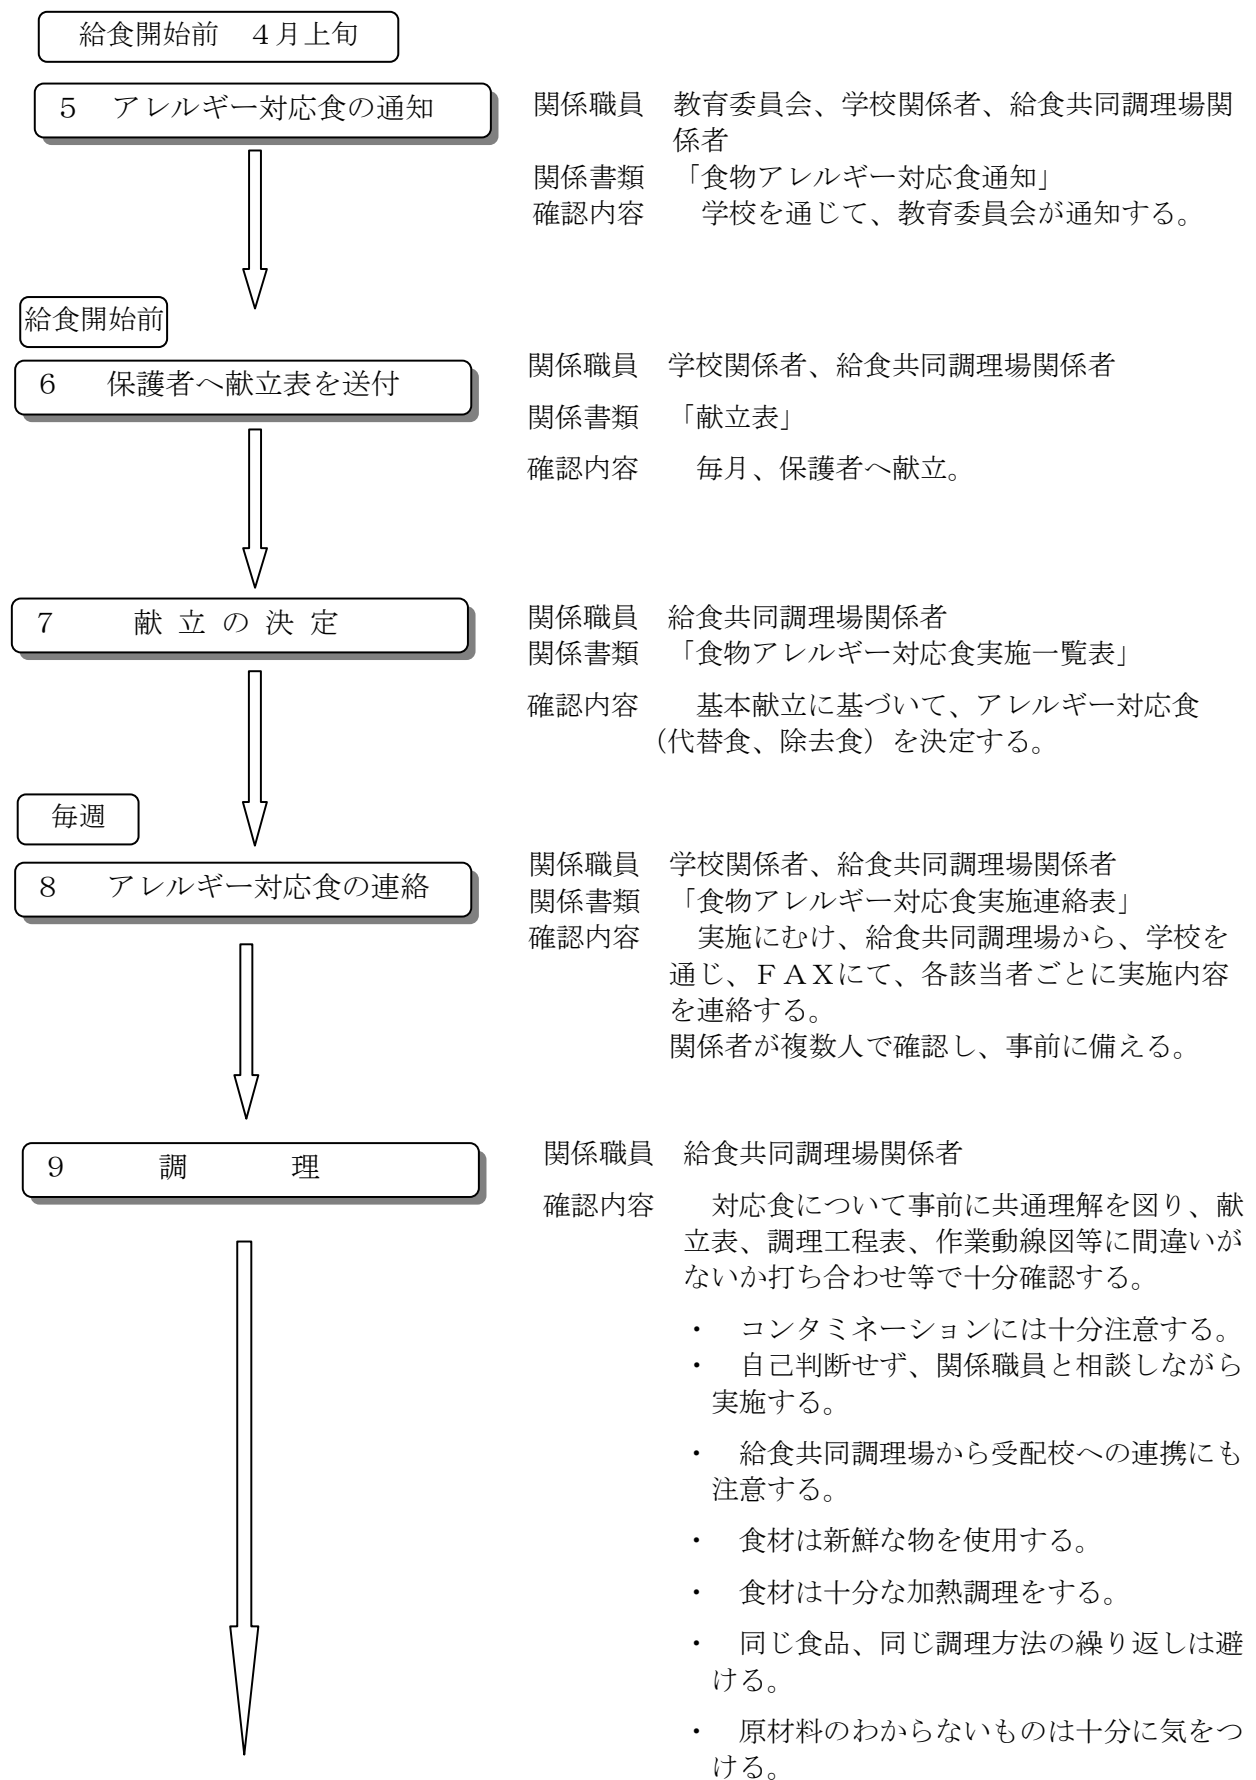 給食開始前　４月上旬
５　アレルギー対応食の通知
関係職員　教育委員会、学校関係者、給食共同調理場関
係者
関係書類　「食物アレルギー対応食通知」
確認内容　　学校を通じて、教育委員会が通知する。
給食開始前
６　保護者へ献立表を送付
関係職員　学校関係者、給食共同調理場関係者
関係書類　「献立表」
確認内容　　毎月、保護者へ献立。
７　献 立 の 決 定
関係職員　給食共同調理場関係者
関係書類　「食物アレルギー対応食実施一覧表」
確認内容　　基本献立に基づいて、アレルギー対応食
（代替食、除去食）を決定する。
毎週
８　アレルギー対応食の連絡
関係職員　学校関係者、給食共同調理場関係者
関係書類　「食物アレルギー対応食実施連絡表」
確認内容　　実施にむけ、給食共同調理場から、学校を
通じ、ＦＡＸにて、各該当者ごとに実施内容
を連絡する。
関係者が複数人で確認し、事前に備える。
９　調　　　理
関係職員　給食共同調理場関係者
確認内容　　対応食について事前に共通理解を図り、献
立表、調理工程表、作業動線図等に間違いが
ないか打ち合わせ等で十分確認する。
・　コンタミネーションには十分注意する。
・　自己判断せず、関係職員と相談しながら
実施する。
・　給食共同調理場から受配校への連携にも
注意する。
・　食材は新鮮な物を使用する。
・　食材は十分な加熱調理をする。
・　同じ食品、同じ調理方法の繰り返しは避
ける。
・　原材料のわからないものは十分に気をつ
ける。